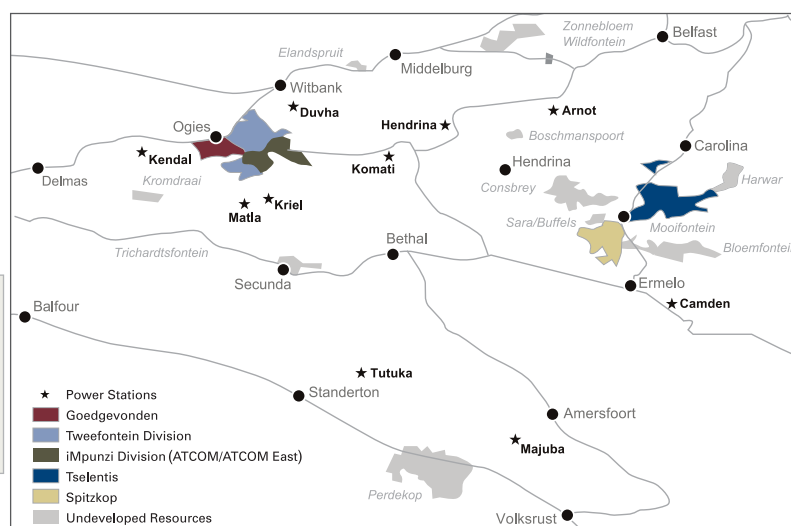 Zonnebloem
Wildfontein
Belfast
Elandspruit
Middelburg
Witbank
Duvha
Arnot
Hendrina
Ogies
Boschmanspoort
Carolina
Kendal
Komati
Hendrina
Delmas
Kromdraai
Consbrey
Harwar
Kriel
Matla
Sara/Buffels
Mooifontein
Bethal
Bloemfontein
Trichardtsfontein
Secunda
Ermelo
Balfour
Camden
Tutuka
Standerton
Amersfoort
Majuba
Perdekop
Volksrust
Power Stations
Goedgevonden
Tweefontein Division
iMpunzi Division (ATCOM/ATCOM East)
Tselentis
Spitzkop
Undeveloped Resources